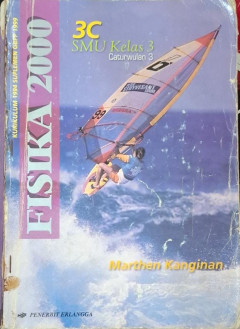 KURIKULUM 1994 SUPLEMEN GBPP 1999
FISIKA 2000
3C
SMU Kelas 3
Caturwulan 3
Marthen Kanginan
PENERBIT ERLANGGA